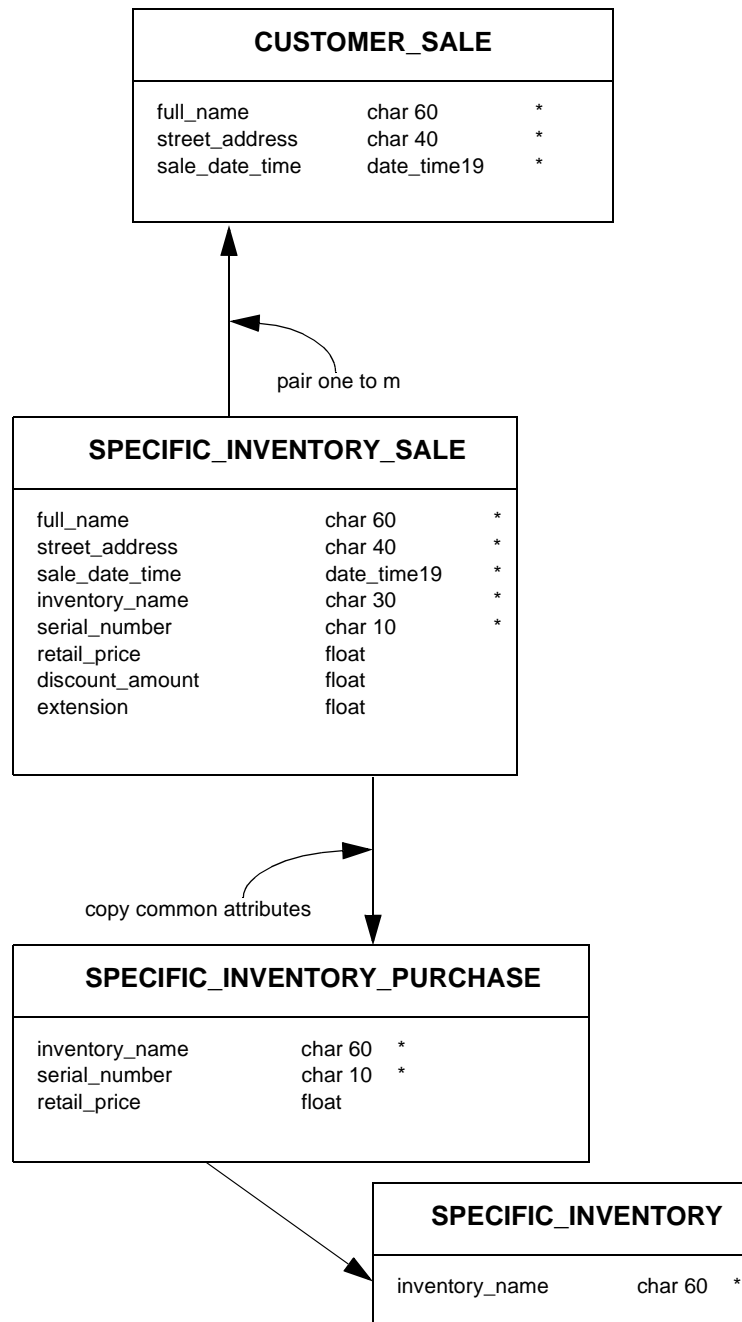 CUSTOMER_SALE
full_name char 60 *
street_address char 40 *
sale_date_time date_time19 *
pair one to m
SPECIFIC_INVENTORY_SALE
full_name char 60 *
street_address char 40 *
sale_date_time date_time19 *
inventory_name char 30 *
serial_number char 10 *
retail_price float
discount_amount float
extension float
copy common attributes
SPECIFIC_INVENTORY_PURCHASE
inventory_name char 60 *
serial_number char 10 *
retail_price float
SPECIFIC_INVENTORY
inventory_name char 60 *